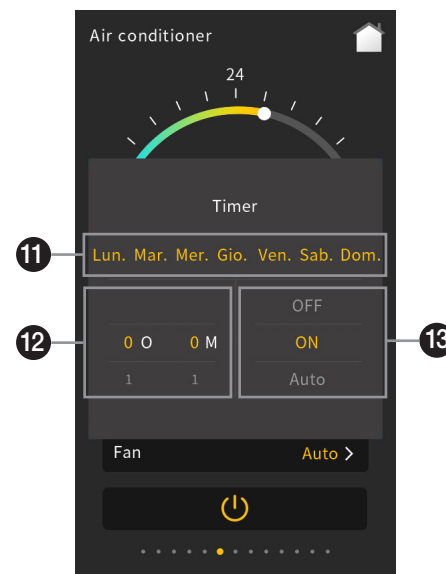 Air conditioner
24
Timer
11
Lun. Mar. Mer. Gio. Ven. Sab. Dom.
OFF
12
0 O 0 M
ON
13
1 1
Auto
Fan Auto >